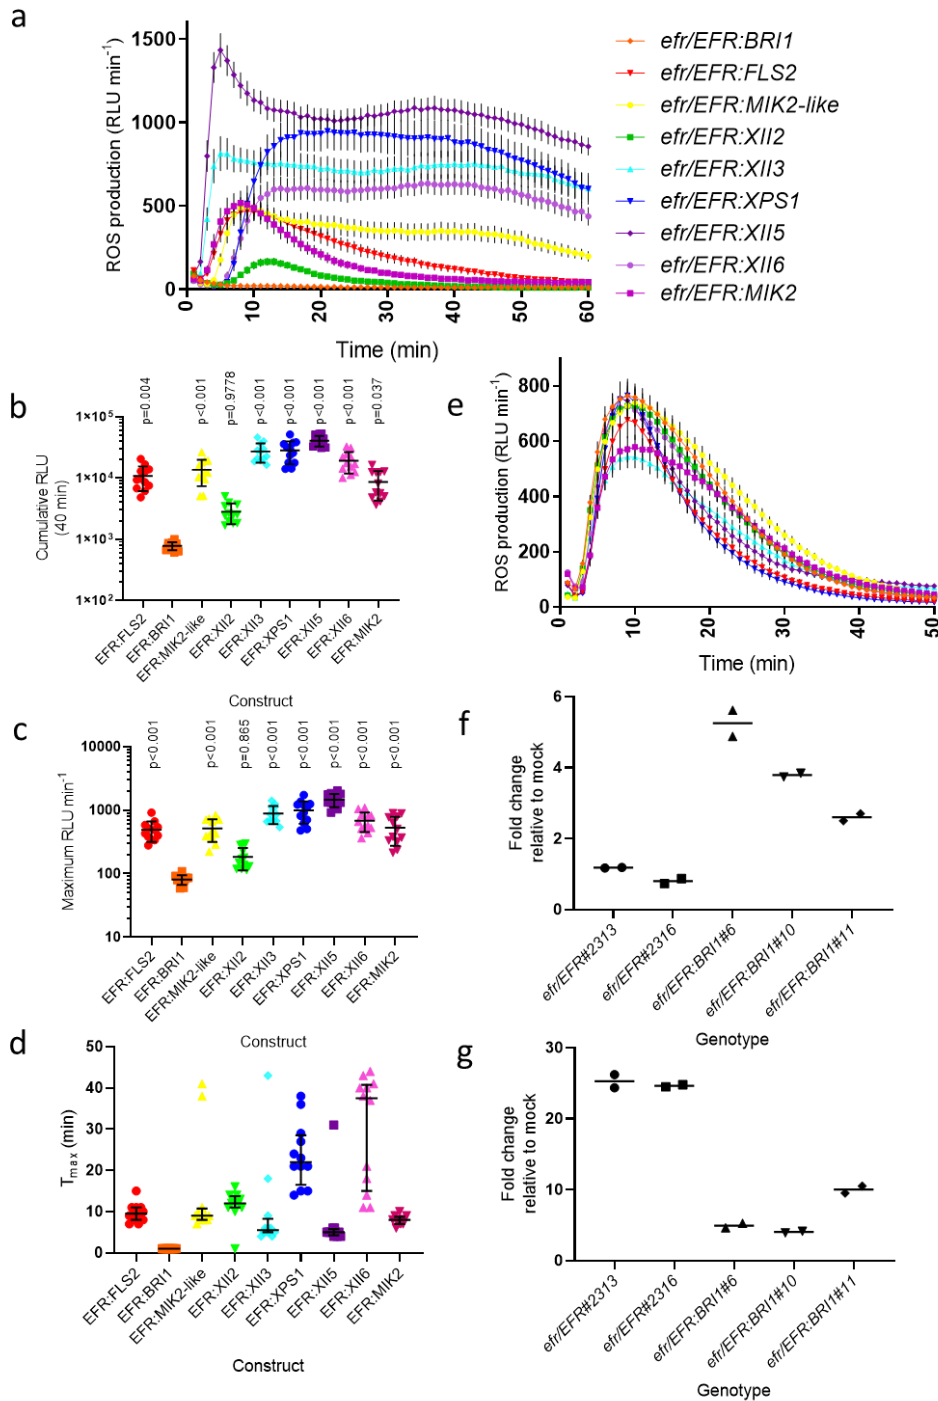 a
ROS production (RLU min-1)
1500
1000
500
0
0
10
20
30
40
50
60
Time (min)
efr/EFR:BRI1
efr/EFR:FLS2
efr/EFR:MIK2-like
efr/EFR:XII2
efr/EFR:XII3
efr/EFR:XPS1
efr/EFR:XII5
efr/EFR:XII6
efr/EFR:MIK2
b
Cumulative RLU
(40 min)
1×10^5
1×10^4
1×10^3
1×10^2
p=0.004
p<0.001
p=0.9778
p<0.001
p<0.001
p<0.001
p<0.001
p=0.037
EFR:FLS2
EFR:BRI1
EFR:MIK2-like
EFR:XII2
EFR:XII3
EFR:XPS1
EFR:XII5
EFR:XII6
EFR:MIK2
Construct
c
Maximum RLU min-1
10000
1000
100
10
p<0.001
p<0.001
p=0.865
p<0.001
p<0.001
p<0.001
p<0.001
p<0.001
EFR:FLS2
EFR:BRI1
EFR:MIK2-like
EFR:XII2
EFR:XII3
EFR:XPS1
EFR:XII5
EFR:XII6
EFR:MIK2
Construct
d
Tmax (min)
50
40
30
20
10
0
EFR:FLS2
EFR:BRI1
EFR:MIK2-like
EFR:XII2
EFR:XII3
EFR:XPS1
EFR:XII5
EFR:XII6
EFR:MIK2
Construct
e
ROS production (RLU min-1)
800
600
400
200
0
0
10
20
30
40
50
Time (min)
f
Fold change
relative to mock
6
4
2
0
efr/EFR#2313
efr/EFR#2316
efr/EFR:BRI1#6
efr/EFR:BRI1#10
efr/EFR:BRI1#11
Genotype
g
Fold change
relative to mock
30
20
10
0
efr/EFR#2313
efr/EFR#2316
efr/EFR:BRI1#6
efr/EFR:BRI1#10
efr/EFR:BRI1#11
Genotype